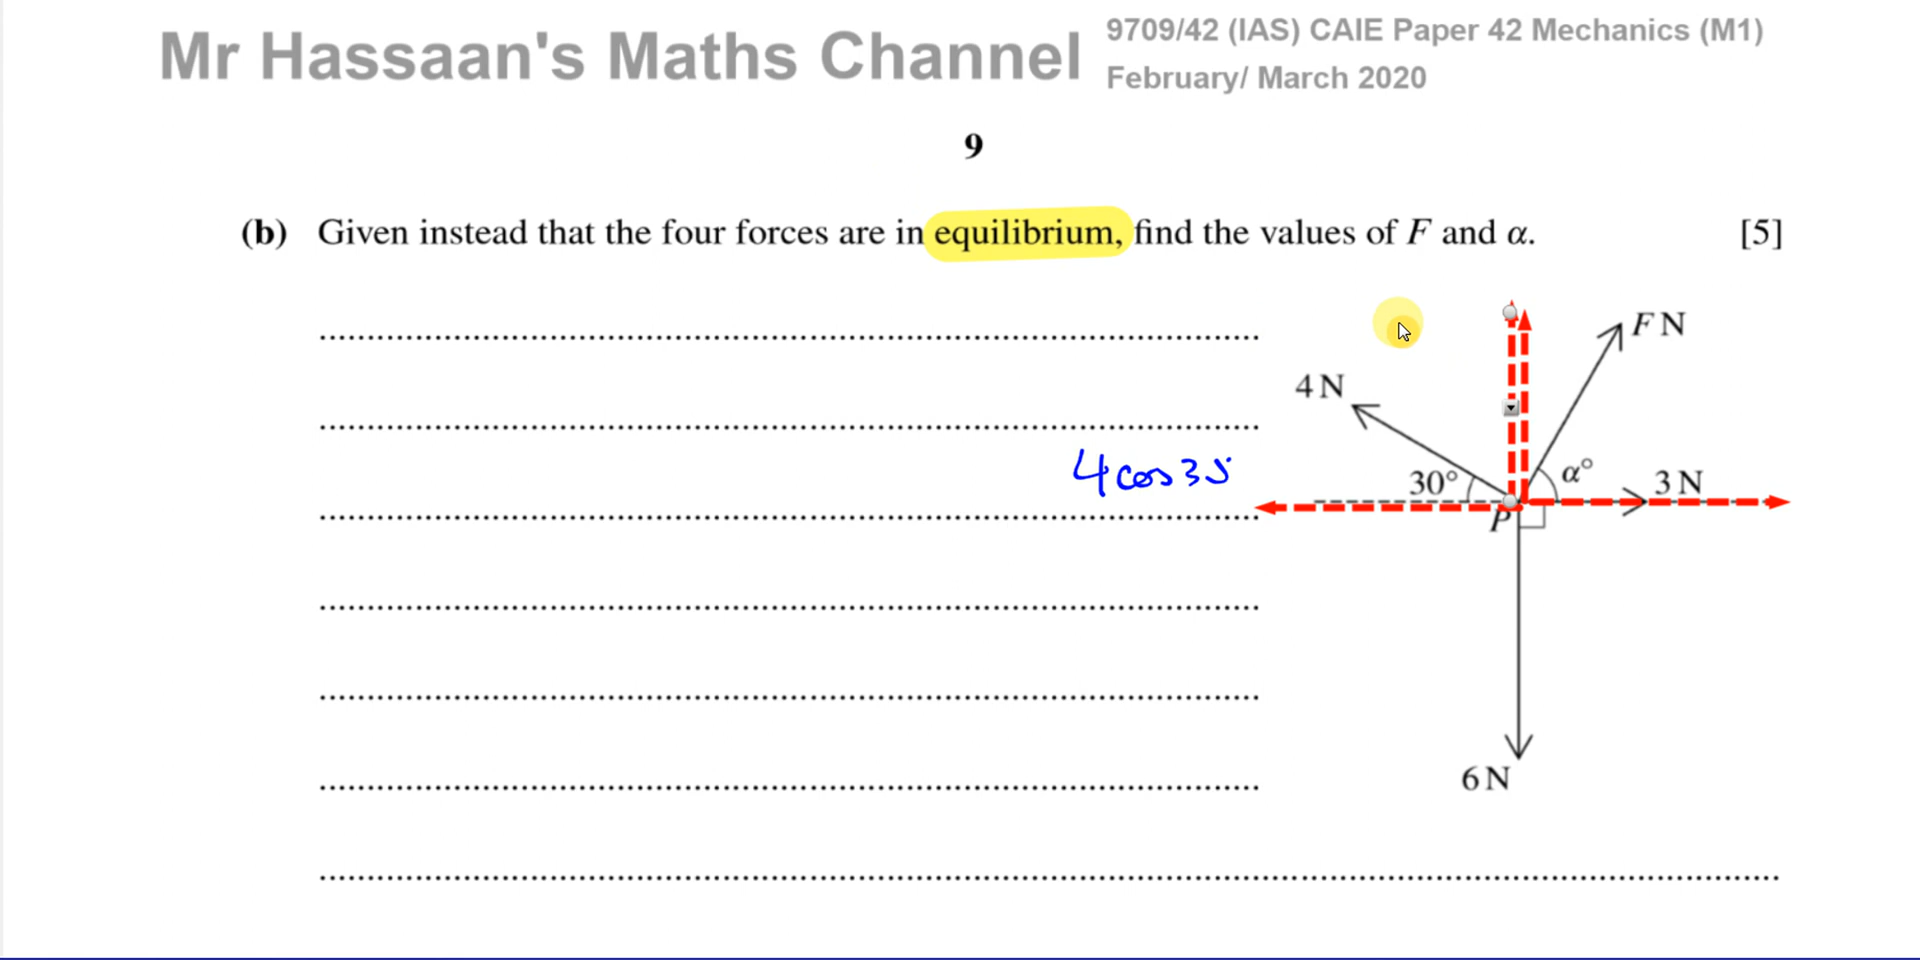 Mr Hassaan's Maths Channel
9709/42 (IAS) CAIE Paper 42 Mechanics (M1)
February/ March 2020
9
(b) Given instead that the four forces are in equilibrium, find the values of F and α. [5]
F N
4 N
4cos35
30°
α°
3 N
P
6 N